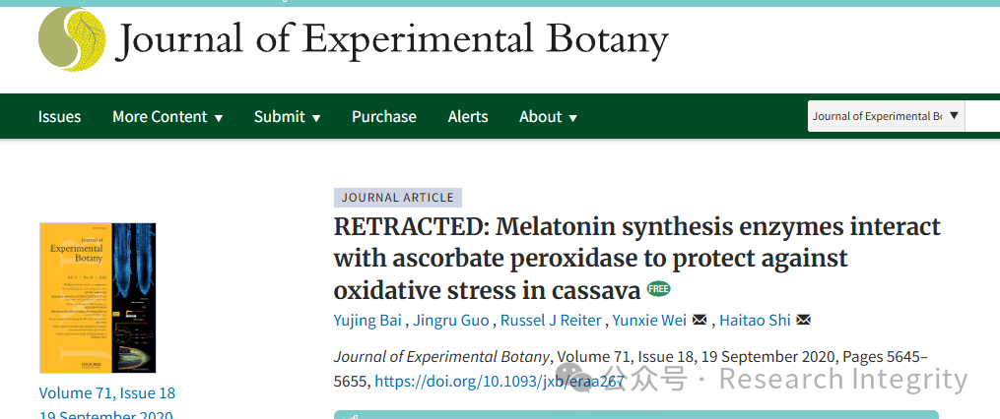 Journal of Experimental Botany
Issues More Content ▼ Submit ▼ Purchase Alerts About ▼ Journal of Experimental B ▼
JOURNAL ARTICLE
RETRACTED: Melatonin synthesis enzymes interact
with ascorbate peroxidase to protect against
oxidative stress in cassava FREE
Yujing Bai , Jingru Guo , Russel J Reiter , Yunxie Wei , Haitao Shi
Journal of Experimental Botany, Volume 71, Issue 18, 19 September 2020, Pages 5645–
5655, https://doi.org/10.1093/jxb/eraa267
公众号 · Research Integrity
Journal of
Experimental
Botany
Volume 71, Issue 18
19 September 2020